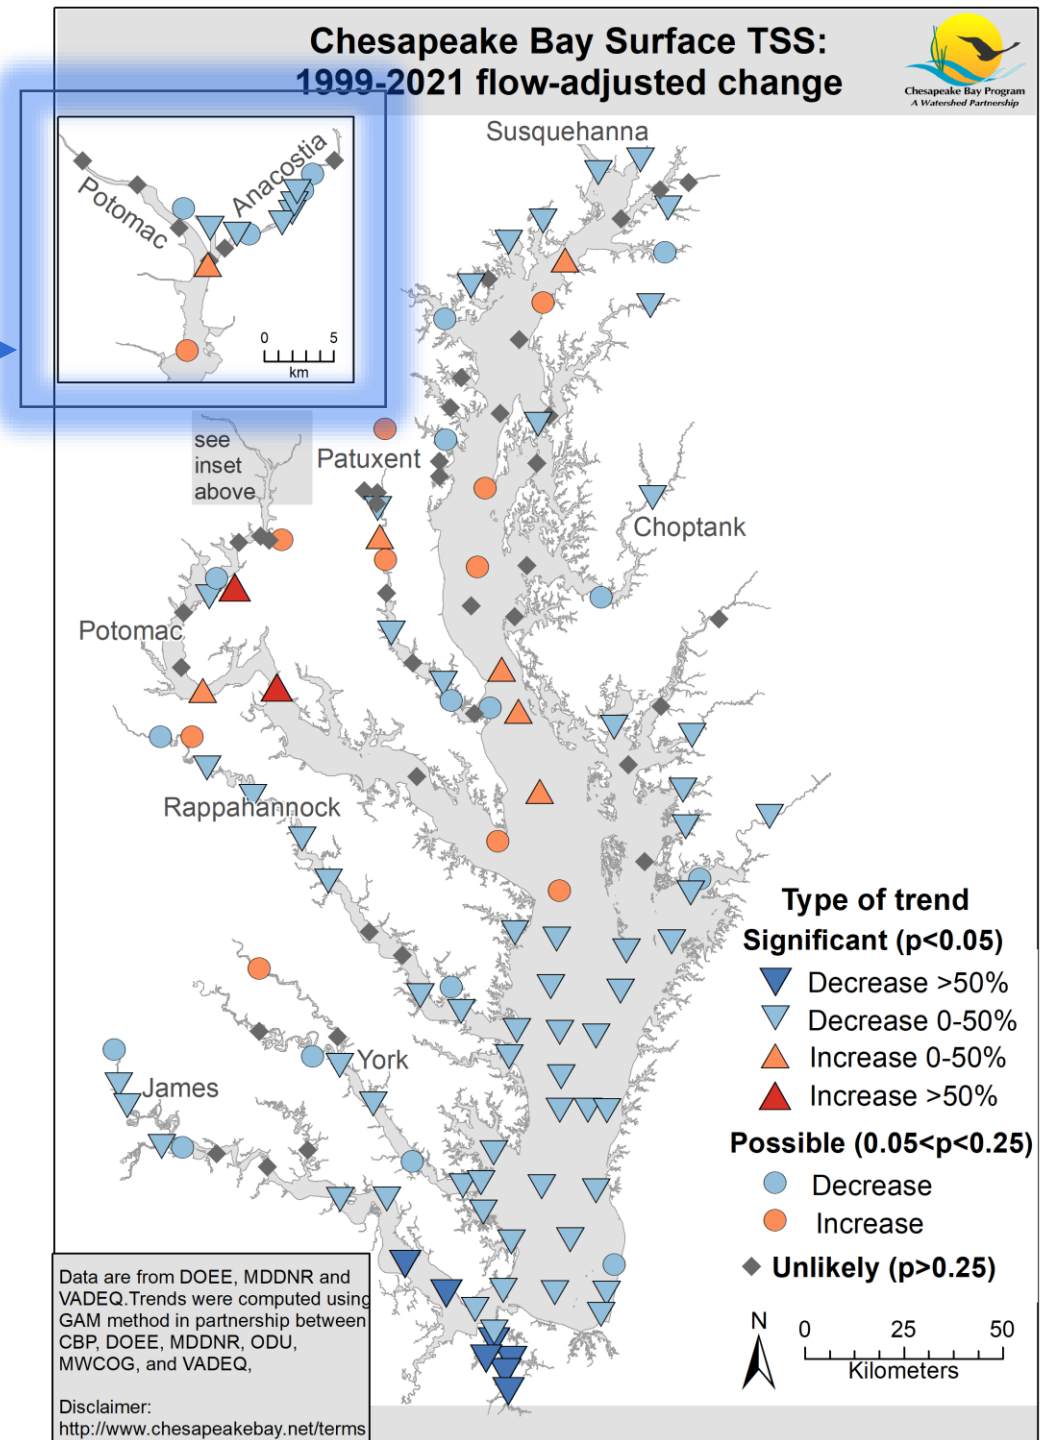 Chesapeake Bay Surface TSS:
1999-2021 flow-adjusted change
Chesapeake Bay Program
A Watershed Partnership
Susquehanna
Potomac
Anacostia
0 5
km
see
inset
above
Patuxent
Choptank
Potomac
Rappahannock
York
James
Type of trend
Significant (p<0.05)
Decrease >50%
Decrease 0-50%
Increase 0-50%
Increase >50%
Possible (0.05<p<0.25)
Decrease
Increase
Unlikely (p>0.25)
N
0 25 50
Kilometers
Data are from DOEE, MDDNR and
VADEQ.Trends were computed using
GAM method in partnership between
CBP, DOEE, MDDNR, ODU,
MWCOG, and VADEQ,
Disclaimer:
http://www.chesapeakebay.net/terms